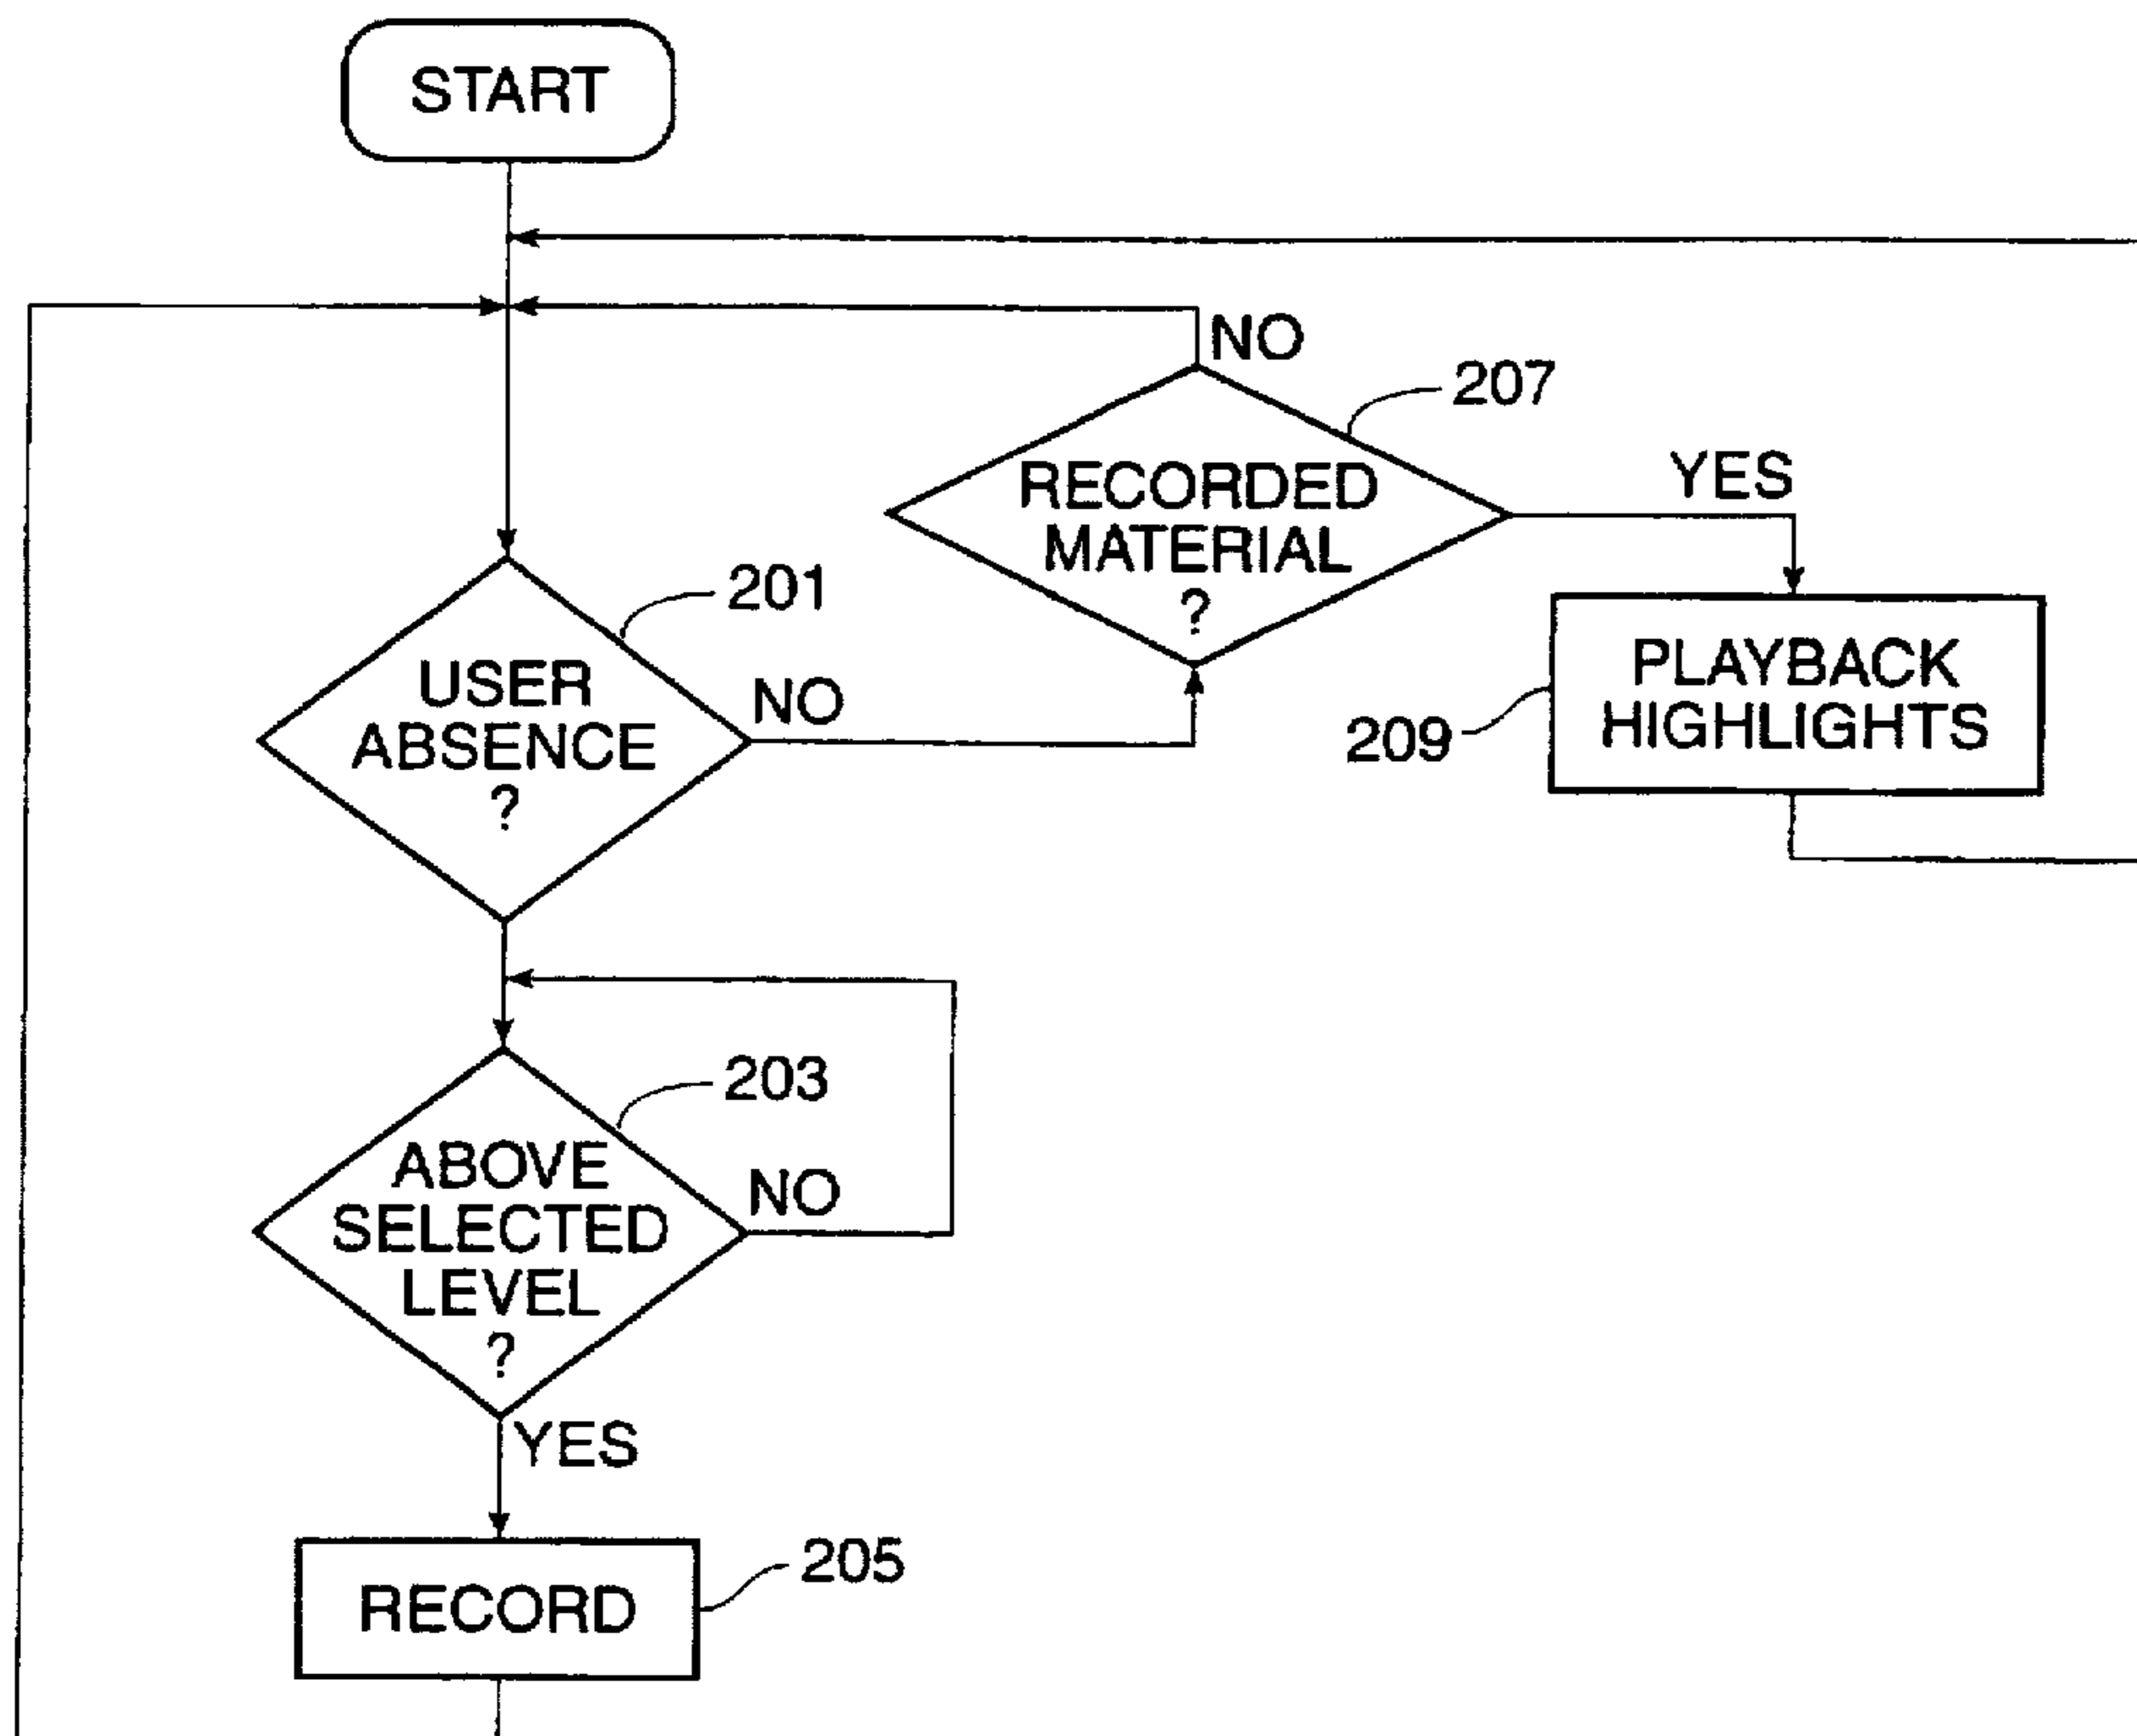 START
NO
207
RECORDED
MATERIAL
?
YES
201
USER
ABSENCE
?
NO
PLAYBACK
HIGHLIGHTS
209
203
ABOVE
SELECTED
LEVEL
?
NO
YES
205
RECORD